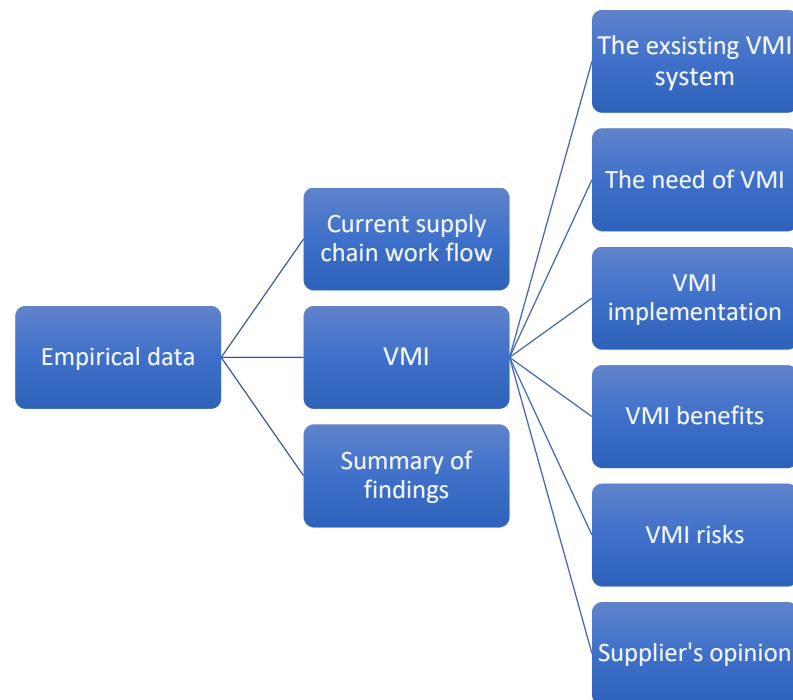 Empirical data
Current supply
chain work flow
VMI
Summary of
findings
The exsisting VMI
system
The need of VMI
VMI
implementation
VMI benefits
VMI risks
Supplier's opinion